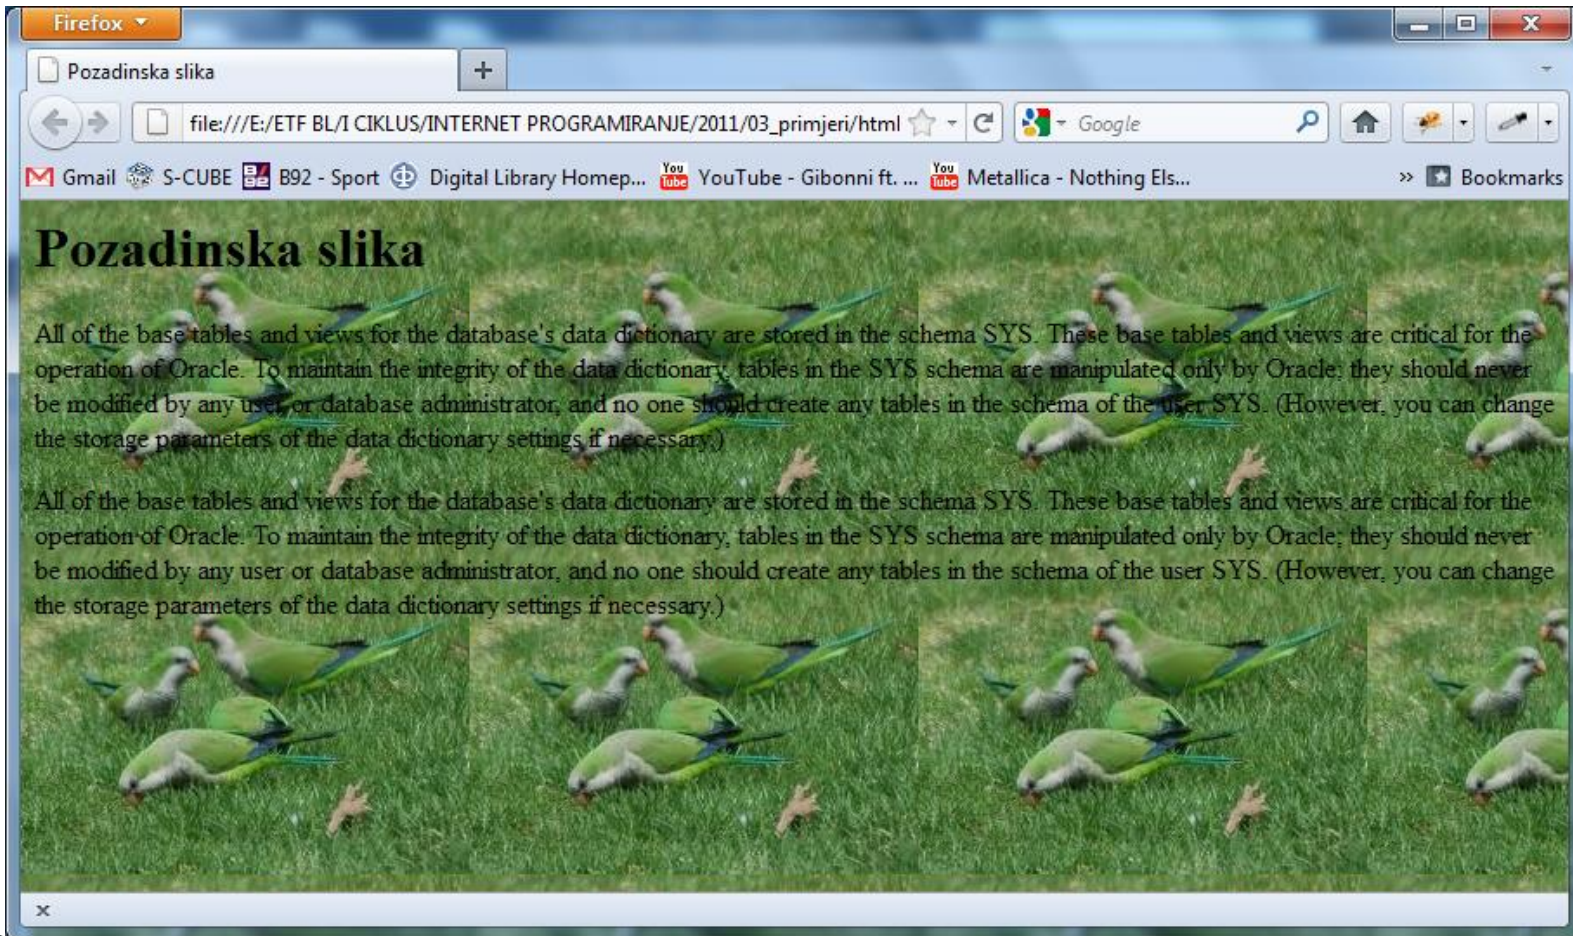 Firefox
Pozadinska slika
file:///E:/ETF BL/I CIKLUS/INTERNET PROGRAMIRANJE/2011/03_primjeri/html
Google
Gmail S-CUBE B92 - Sport Digital Library Homep... You Tube YouTube - Gibonni ft. ... You Tube Metallica - Nothing Els... » Bookmarks
Pozadinska slika
All of the base tables and views for the database's data dictionary are stored in the schema SYS. These base tables and views are critical for the
operation of Oracle. To maintain the integrity of the data dictionary, tables in the SYS schema are manipulated only by Oracle; they should never
be modified by any user or database administrator, and no one should create any tables in the schema of the user SYS. (However, you can change
the storage parameters of the data dictionary settings if necessary.)
All of the base tables and views for the database's data dictionary are stored in the schema SYS. These base tables and views are critical for the
operation of Oracle. To maintain the integrity of the data dictionary, tables in the SYS schema are manipulated only by Oracle; they should never
be modified by any user or database administrator, and no one should create any tables in the schema of the user SYS. (However, you can change
the storage parameters of the data dictionary settings if necessary.)